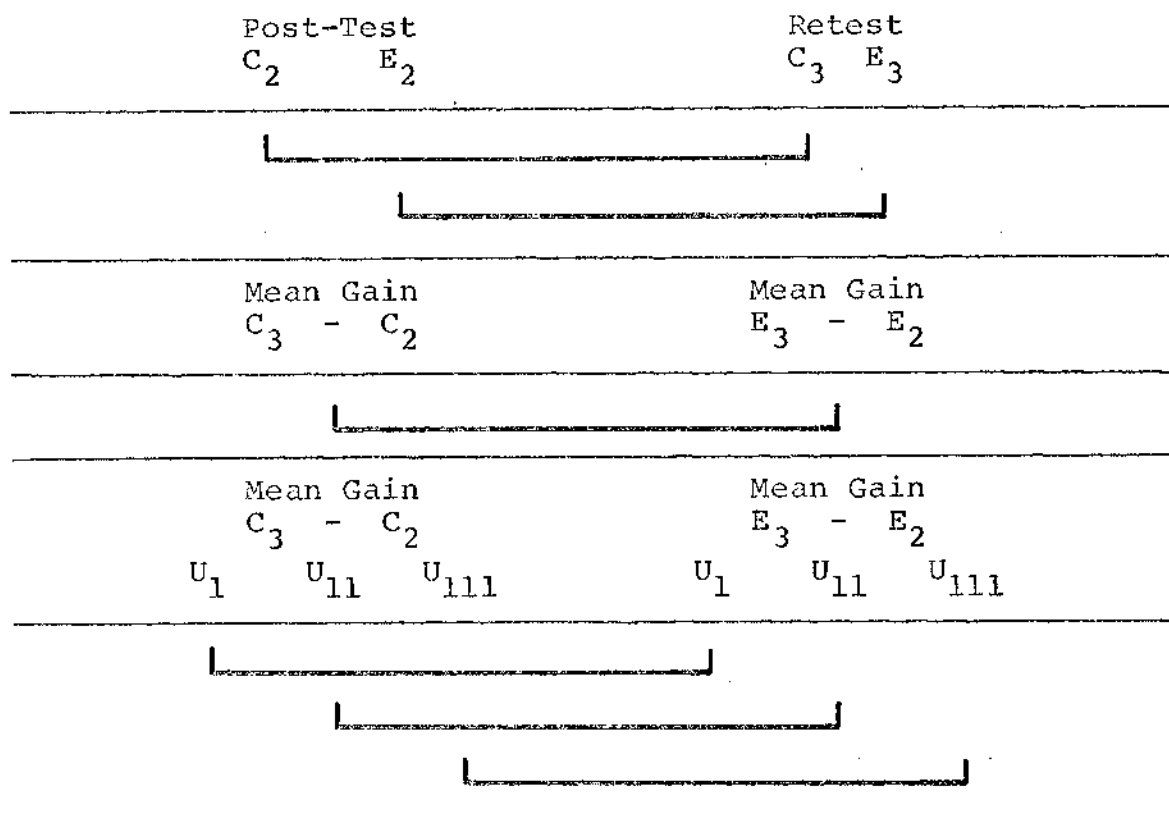 Post-Test Retest
C₂ E₂ C₃ E₃
Mean Gain Mean Gain
C₃ - C₂ E₃ - E₂
Mean Gain Mean Gain
C₃ - C₂ E₃ - E₂
U₁ U₁₁ U₁₁₁ U₁ U₁₁ U₁₁₁